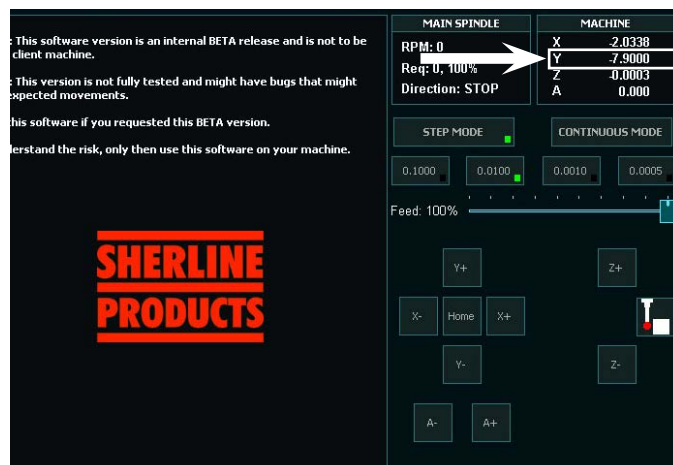 : This software version is an internal BETA release and is not to be
client machine.
: This version is not fully tested and might have bugs that might
expected movements.
this software if you requested this BETA version.
derstand the risk, only then use this software on your machine.
SHERLINE
PRODUCTS
MAIN SPINDLE
RPM: 0
Req: 0, 100%
Direction: STOP
MACHINE
X -2.0338
Y -7.9000
Z -0.0003
A 0.000
STEP MODE
CONTINUOUS MODE
0.1000
0.0100
0.0010
0.0005
Feed: 100%
Y+
Z+
X-
Home
X+
Y-
Z-
A-
A+